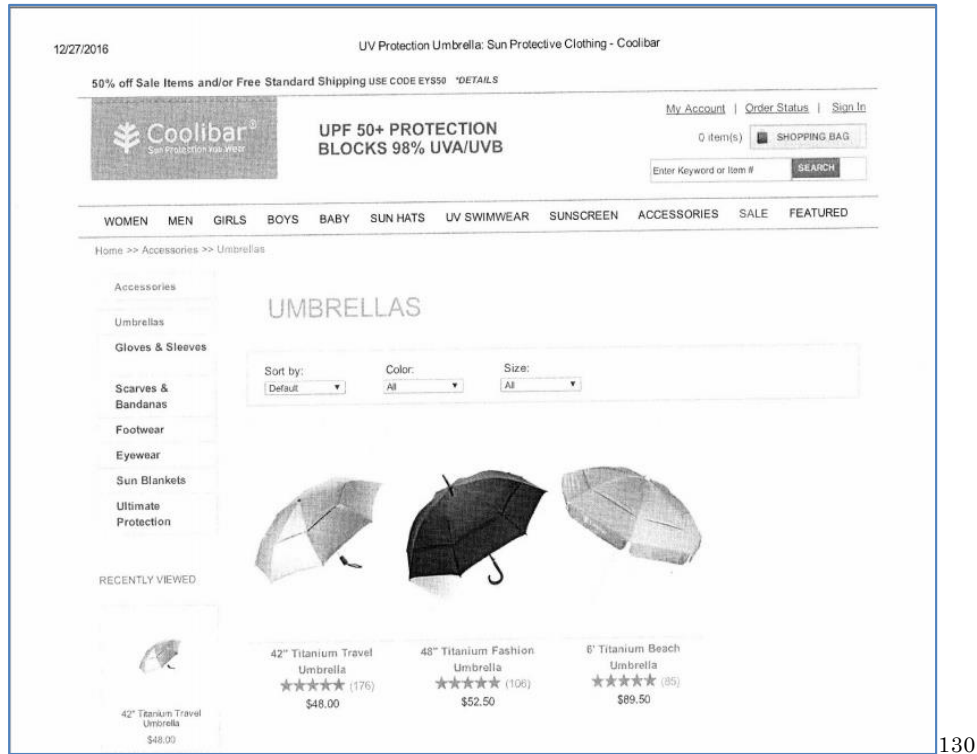 12/27/2016
UV Protection Umbrella: Sun Protective Clothing - Coolibar
50% off Sale Items and/or Free Standard Shipping USE CODE EYS50 *DETAILS
Coolibar®
Sun Protection You Wear
UPF 50+ PROTECTION
BLOCKS 98% UVA/UVB
My Account | Order Status | Sign In
0 item(s) SHOPPING BAG
Enter Keyword or Item # SEARCH
WOMEN MEN GIRLS BOYS BABY SUN HATS UV SWIMWEAR SUNSCREEN ACCESSORIES SALE FEATURED
Home >> Accessories >> Umbrellas
Accessories
Umbrellas
Gloves & Sleeves
Scarves &
Bandanas
Footwear
Eyewear
Sun Blankets
Ultimate
Protection
RECENTLY VIEWED
42" Titanium Travel
Umbrella
$48.00
UMBRELLAS
Sort by: Color: Size:
Default All All
42" Titanium Travel
Umbrella
(176)
$48.00
48" Titanium Fashion
Umbrella
(106)
$52.50
6' Titanium Beach
Umbrella
(85)
$89.50
130